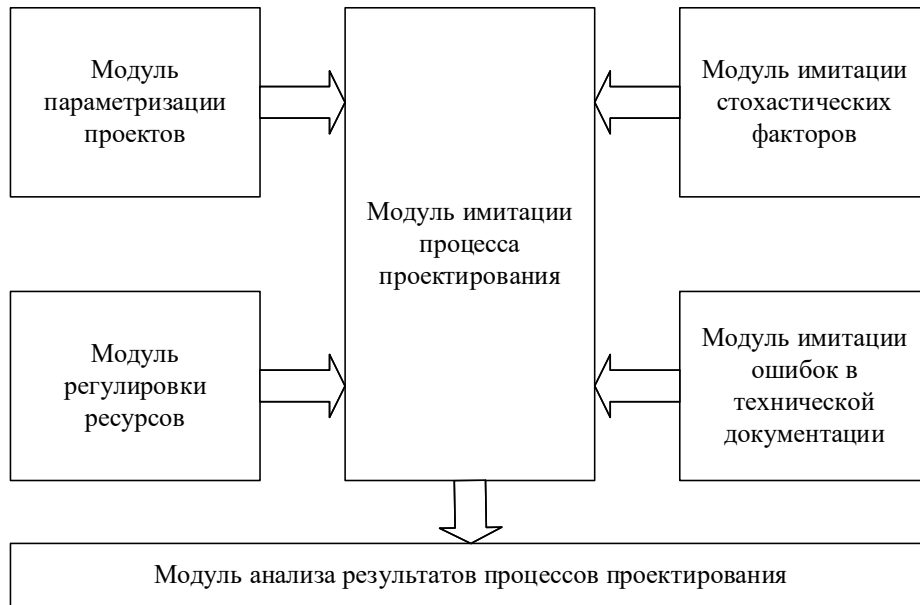 Модуль
параметризации
проектов
Модуль имитации
процесса
проектирования
Модуль имитации
стохастических
факторов
Модуль
регулировки
ресурсов
Модуль имитации
ошибок в
технической
документации
Модуль анализа результатов процессов проектирования